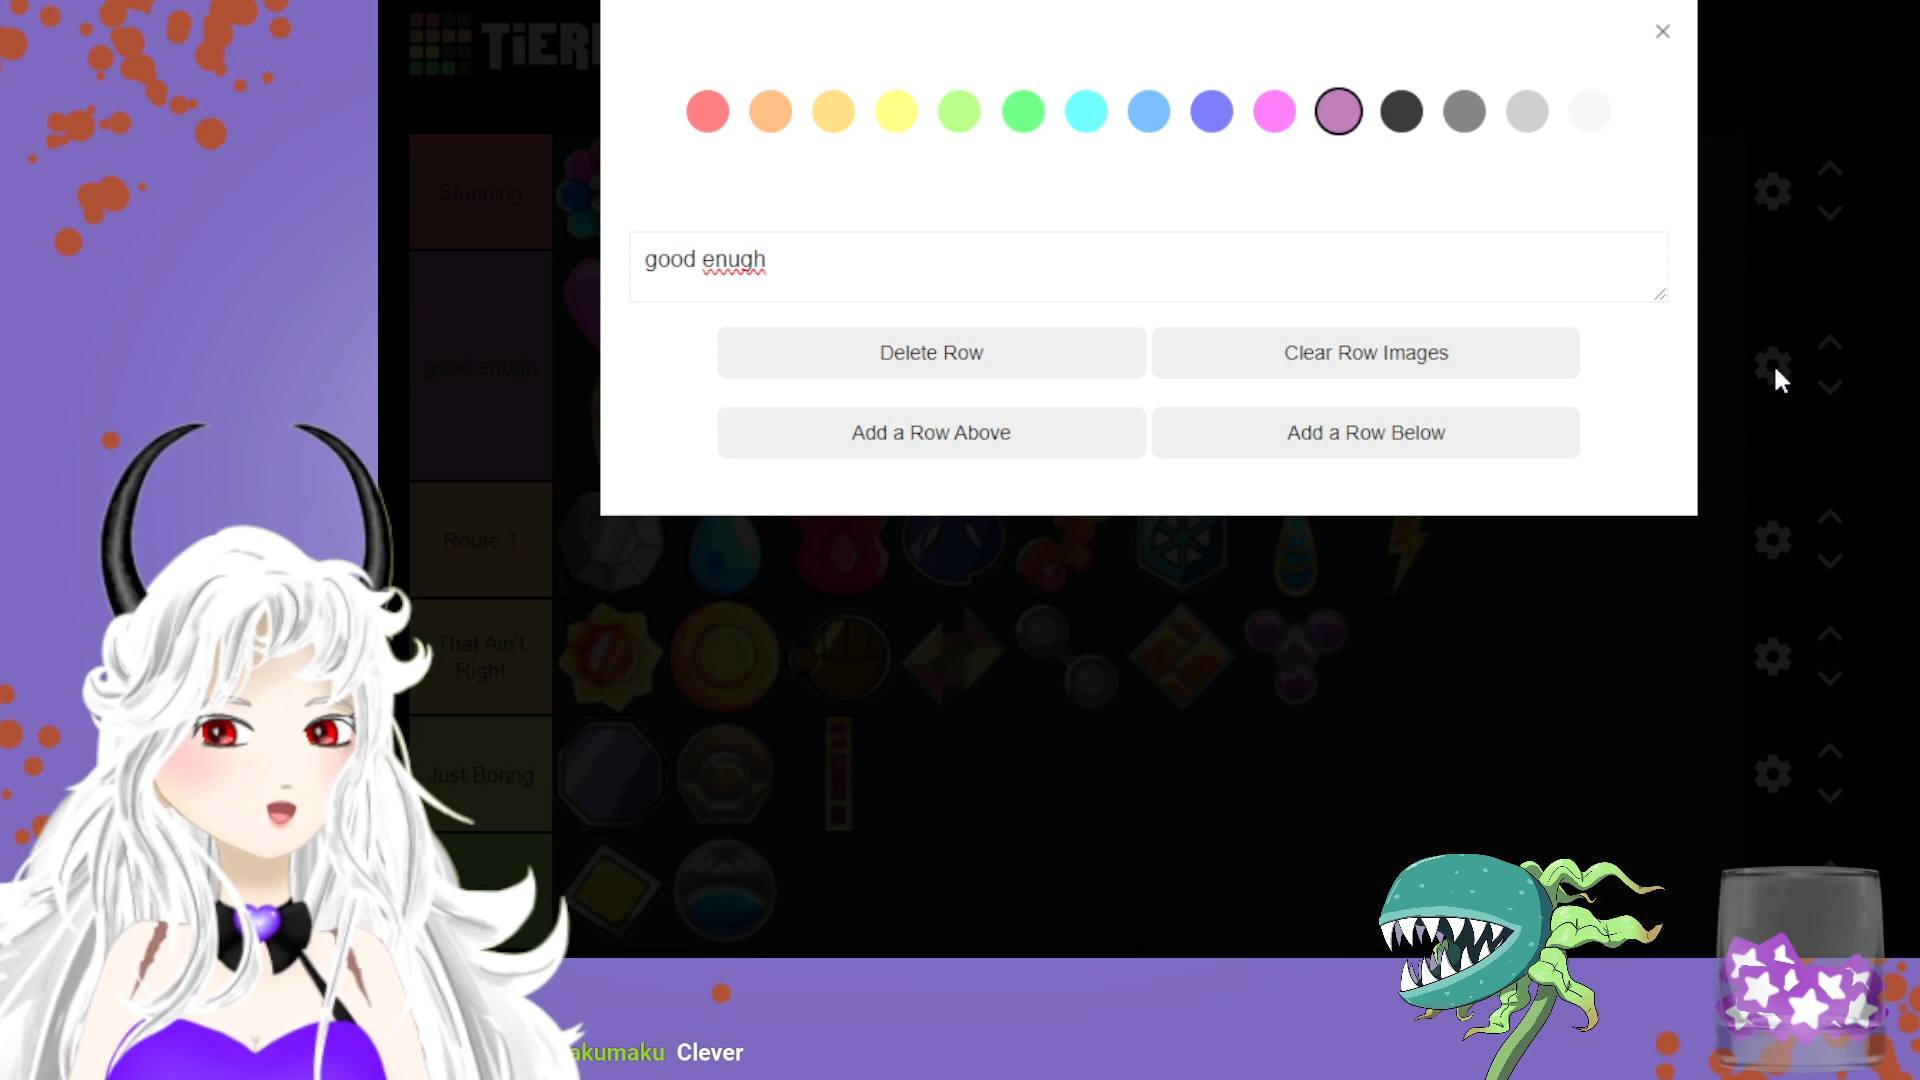 TiERL
good enugh
Delete Row
Clear Row Images
Add a Row Above
Add a Row Below
Stunning
good enugh
Route 1
That Ain't
Right
Just Boring
akumaku Clever